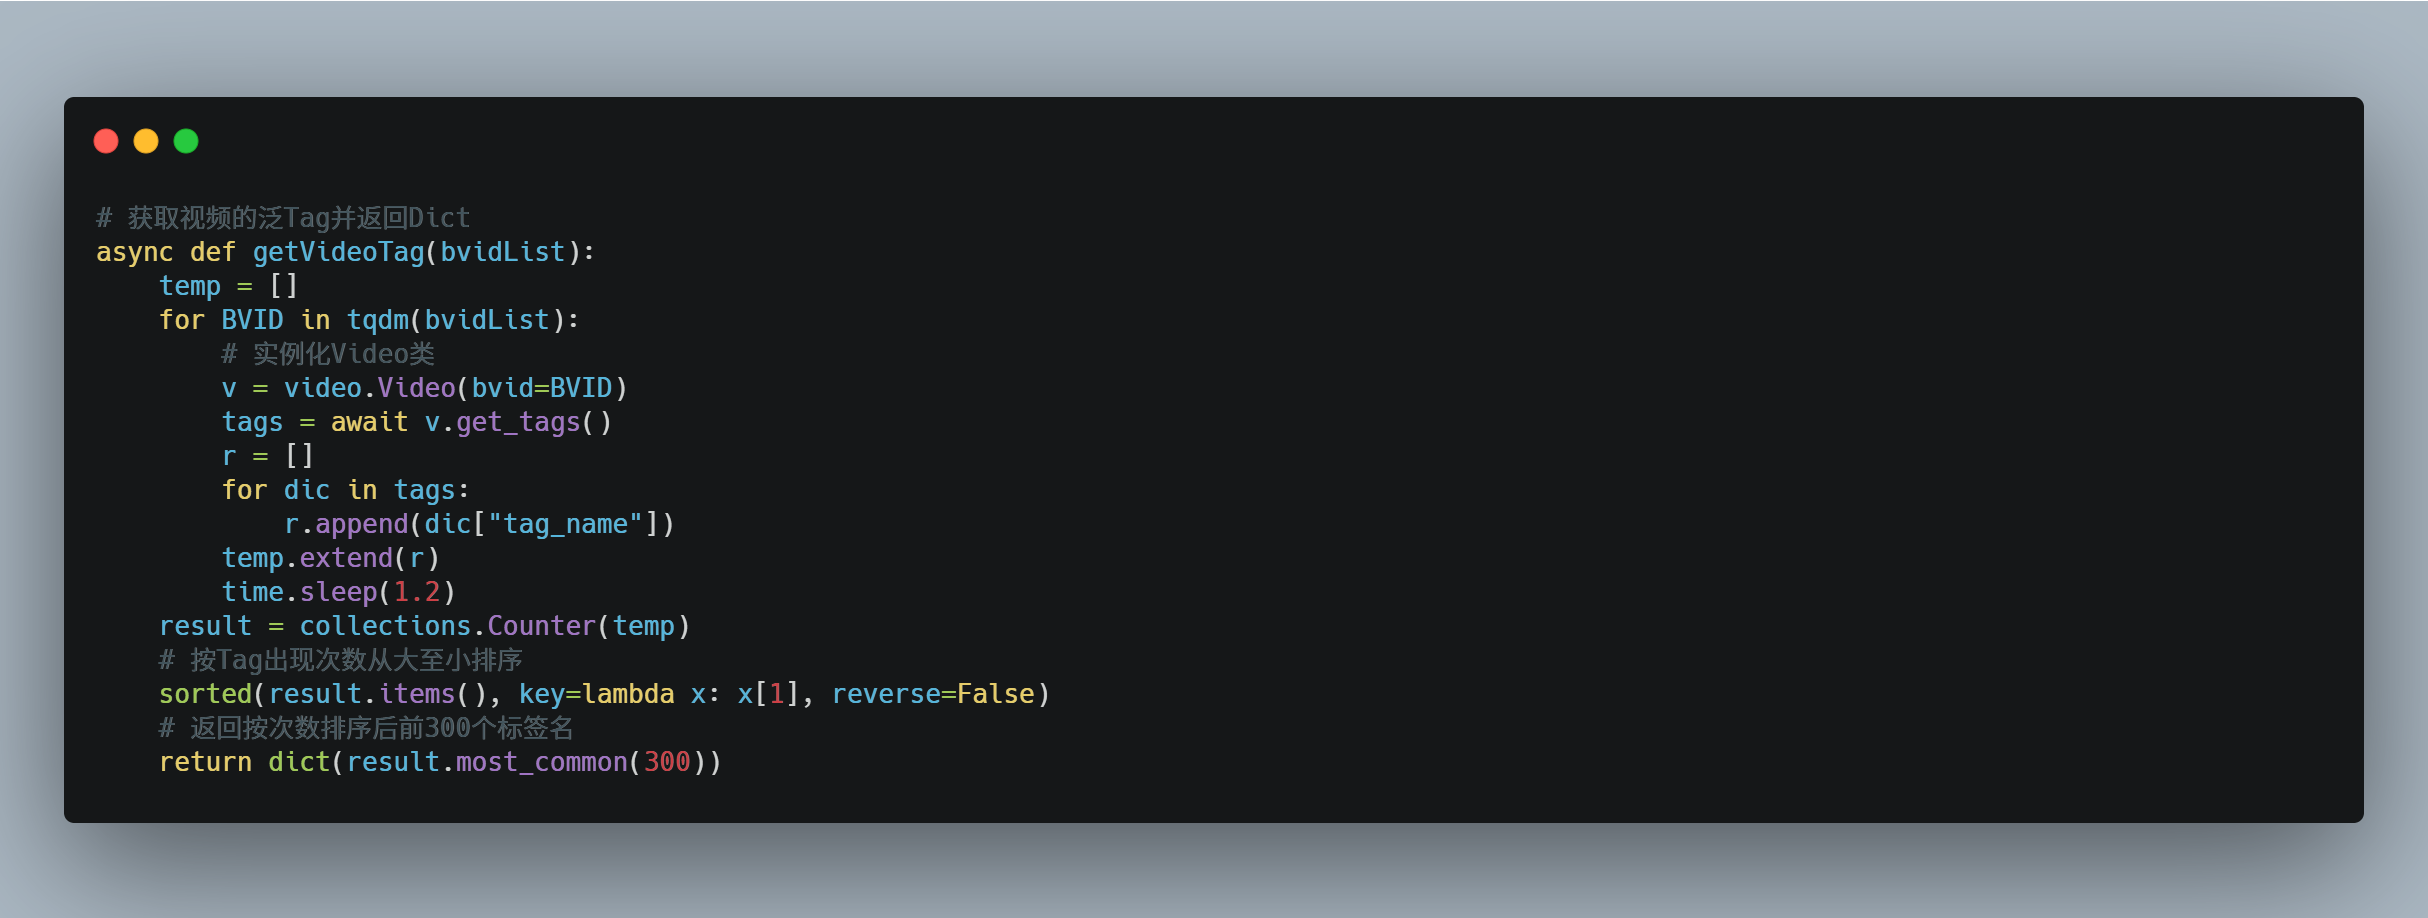 # 获取视频的泛Tag并返回Dict
async def getVideoTag(bvidList):
    temp = []
    for BVID in tqdm(bvidList):
        # 实例化Video类
        v = video.Video(bvid=BVID)
        tags = await v.get_tags()
        r = []
        for dic in tags:
            r.append(dic["tag_name"])
        temp.extend(r)
        time.sleep(1.2)
    result = collections.Counter(temp)
    # 按Tag出现次数从大至小排序
    sorted(result.items(), key=lambda x: x[1], reverse=False)
    # 返回按次数排序后前300个标签名
    return dict(result.most_common(300))